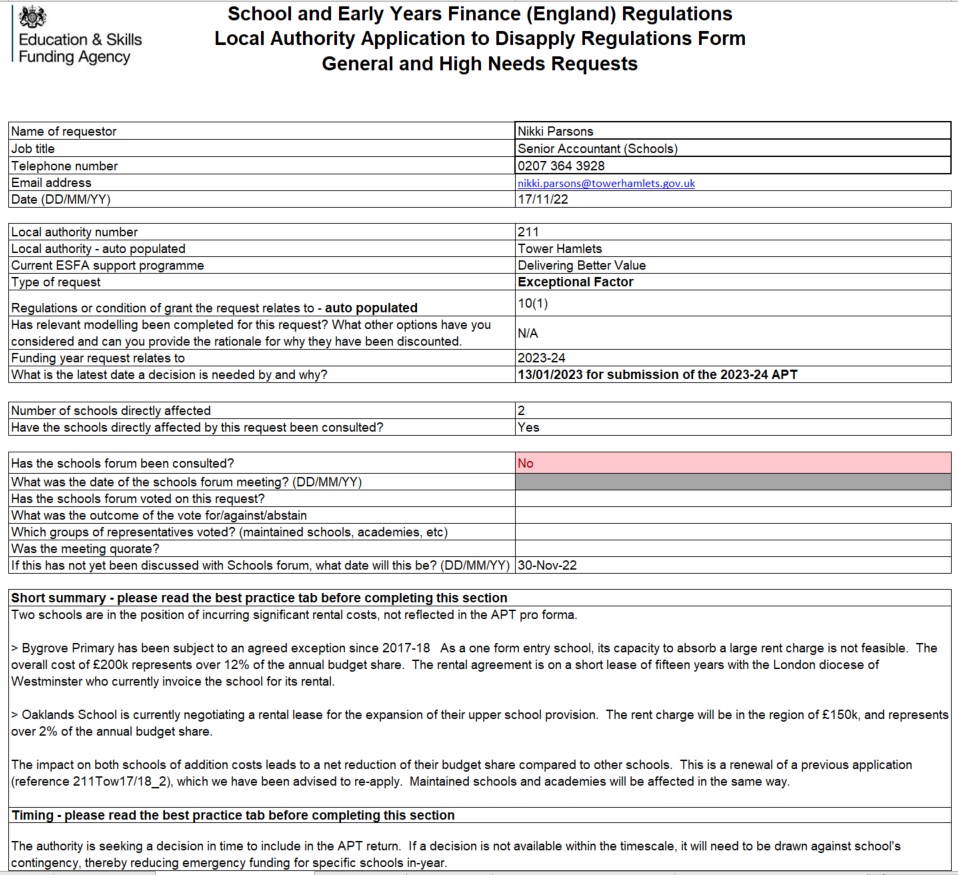 School and Early Years Finance (England) Regulations
Local Authority Application to Disapply Regulations Form
General and High Needs Requests
Education & Skills
Funding Agency
Name of requestor Nikki Parsons
Job title Senior Accountant (Schools)
Telephone number 0207 364 3928
Email address nikki.parsons@towerhamlets.gov.uk
Date (DD/MM/YY) 17/11/22
Local authority number 211
Local authority - auto populated Tower Hamlets
Current ESFA support programme Delivering Better Value
Type of request Exceptional Factor
Regulations or condition of grant the request relates to - auto populated 10(1)
Has relevant modelling been completed for this request? What other options have you
considered and can you provide the rationale for why they have been discounted. N/A
Funding year request relates to 2023-24
What is the latest date a decision is needed by and why? 13/01/2023 for submission of the 2023-24 APT
Number of schools directly affected 2
Have the schools directly affected by this request been consulted? Yes
Has the schools forum been consulted? No
What was the date of the schools forum meeting? (DD/MM/YY)
Has the schools forum voted on this request?
What was the outcome of the vote for/against/abstain
Which groups of representatives voted? (maintained schools, academies, etc)
Was the meeting quorate?
If this has not yet been discussed with Schools forum, what date will this be? (DD/MM/YY) 30-Nov-22
Short summary - please read the best practice tab before completing this section
Two schools are in the position of incurring significant rental costs, not reflected in the APT pro forma.
> Bygrove Primary has been subject to an agreed exception since 2017-18 As a one form entry school, its capacity to absorb a large rent charge is not feasible. The
overall cost of £200k represents over 12% of the annual budget share. The rental agreement is on a short lease of fifteen years with the London diocese of
Westminster who currently invoice the school for its rental.
> Oaklands School is currently negotiating a rental lease for the expansion of their upper school provision. The rent charge will be in the region of £150k, and represents
over 2% of the annual budget share.
The impact on both schools of addition costs leads to a net reduction of their budget share compared to other schools. This is a renewal of a previous application
(reference 211Tow17/18_2), which we have been advised to re-apply. Maintained schools and academies will be affected in the same way.
Timing - please read the best practice tab before completing this section
The authority is seeking a decision in time to include in the APT return. If a decision is not available within the timescale, it will need to be drawn against school's
contingency, thereby reducing emergency funding for specific schools in-year.